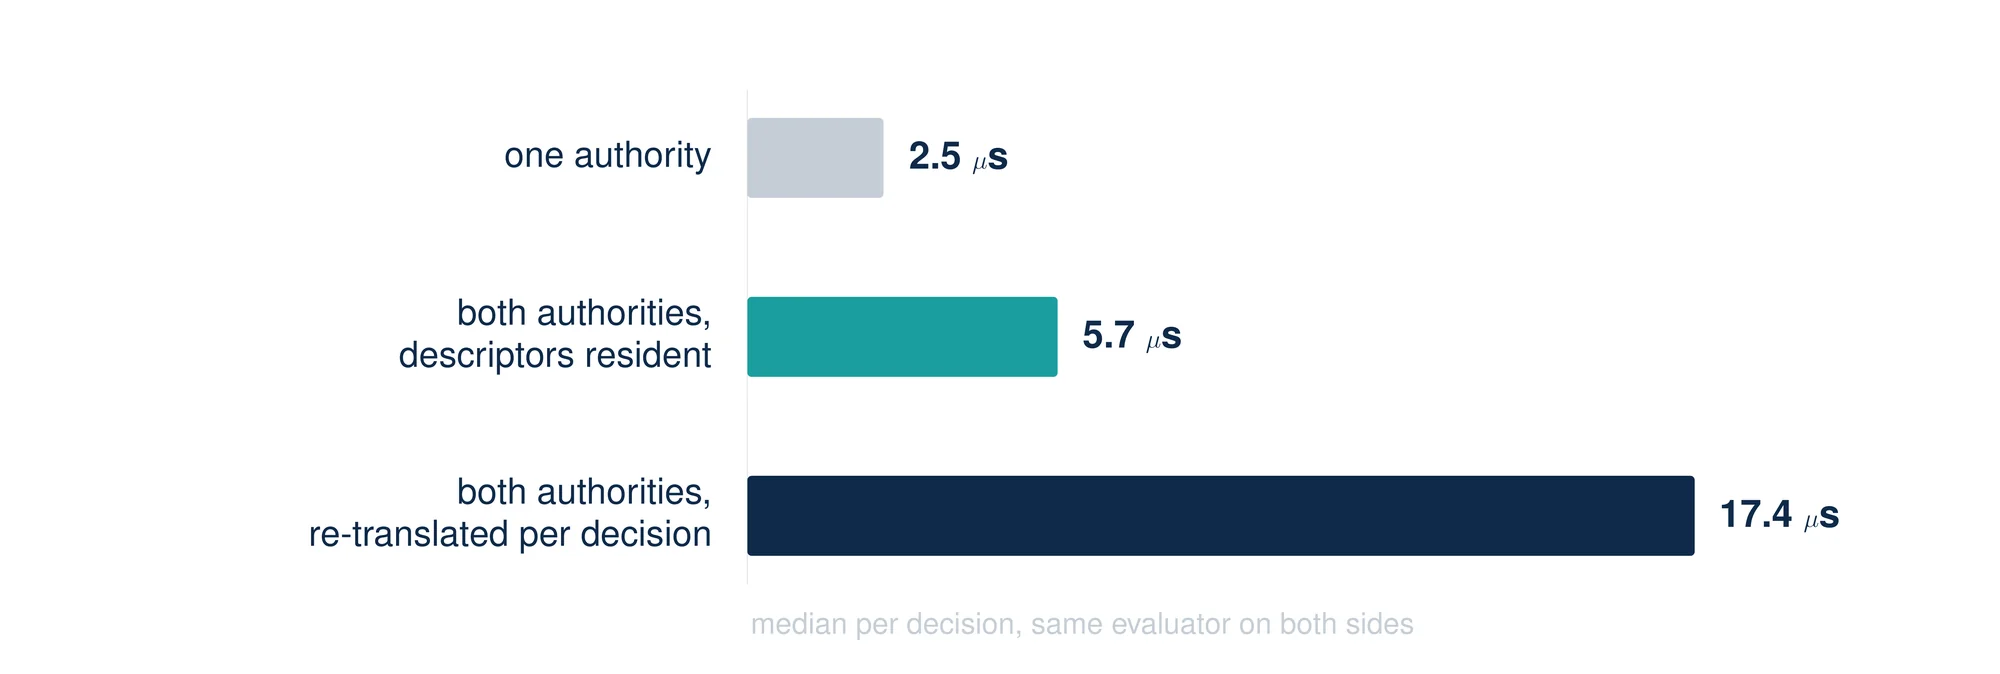 one authority
2.5 μs
both authorities,
descriptors resident
5.7 μs
both authorities,
re-translated per decision
17.4 μs
median per decision, same evaluator on both sides